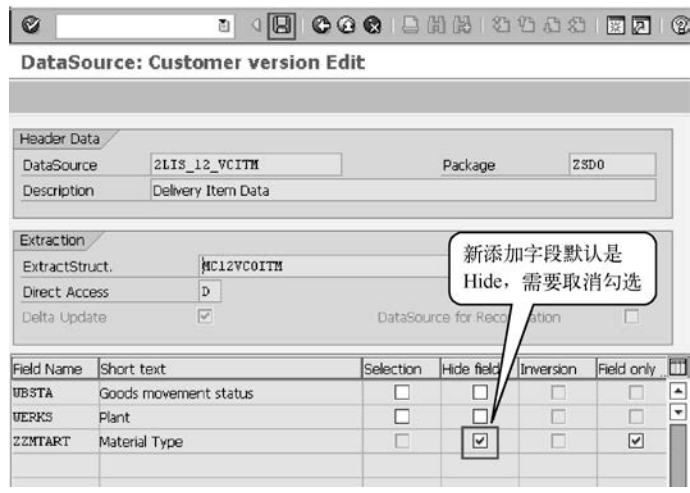 DataSource: Customer version Edit
Header Data
DataSource 2LIS_12_VCITM Package ZSD0
Description Delivery Item Data
Extraction
ExtractStruct. MC12VC0ITM
新添加字段默认是
Hide，需要取消勾选
Direct Access D
Delta Update DataSource for Reco ation
Field Name Short text Selection Hide field Inversion Field only ..
WBSTA Goods movement status
WERKS Plant
ZZMTART Material Type